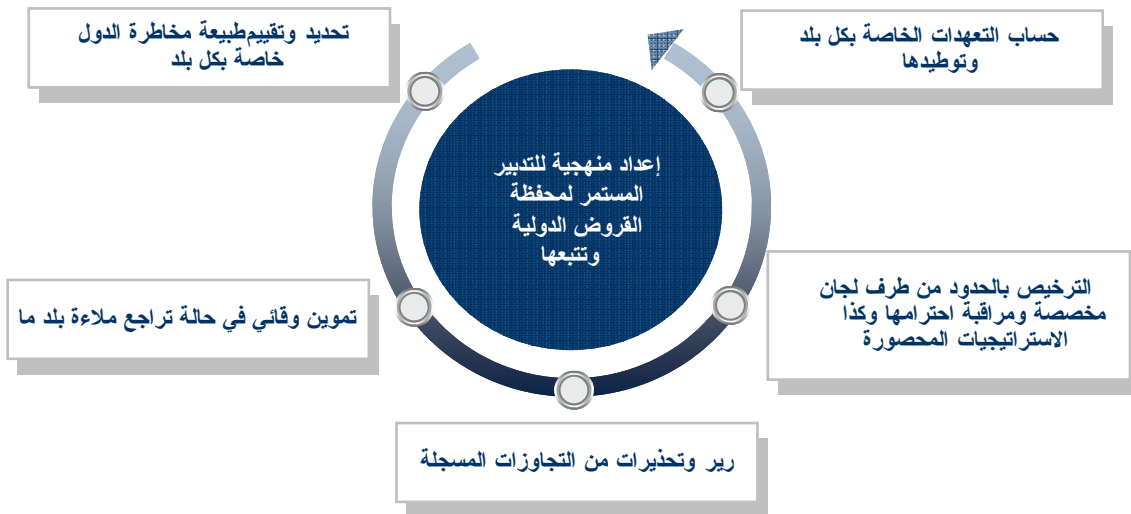 تحديد وتقييمطبيعة مخاطرة الدول
خاصة بكل بلد
حساب التعهدات الخاصة بكل بلد
وتوطيدها
إعداد منهجية للتدبير
المستمر لمحفظة
القروض الدولية
وتتبعها
تموين وقائي في حالة تراجع ملاءة بلد ما
الترخيص بالحدود من طرف لجان
مخصصة ومراقبة احترامها وكذا
الاستراتيجيات المحصورة
رير وتحذيرات من التجاوزات المسجلة